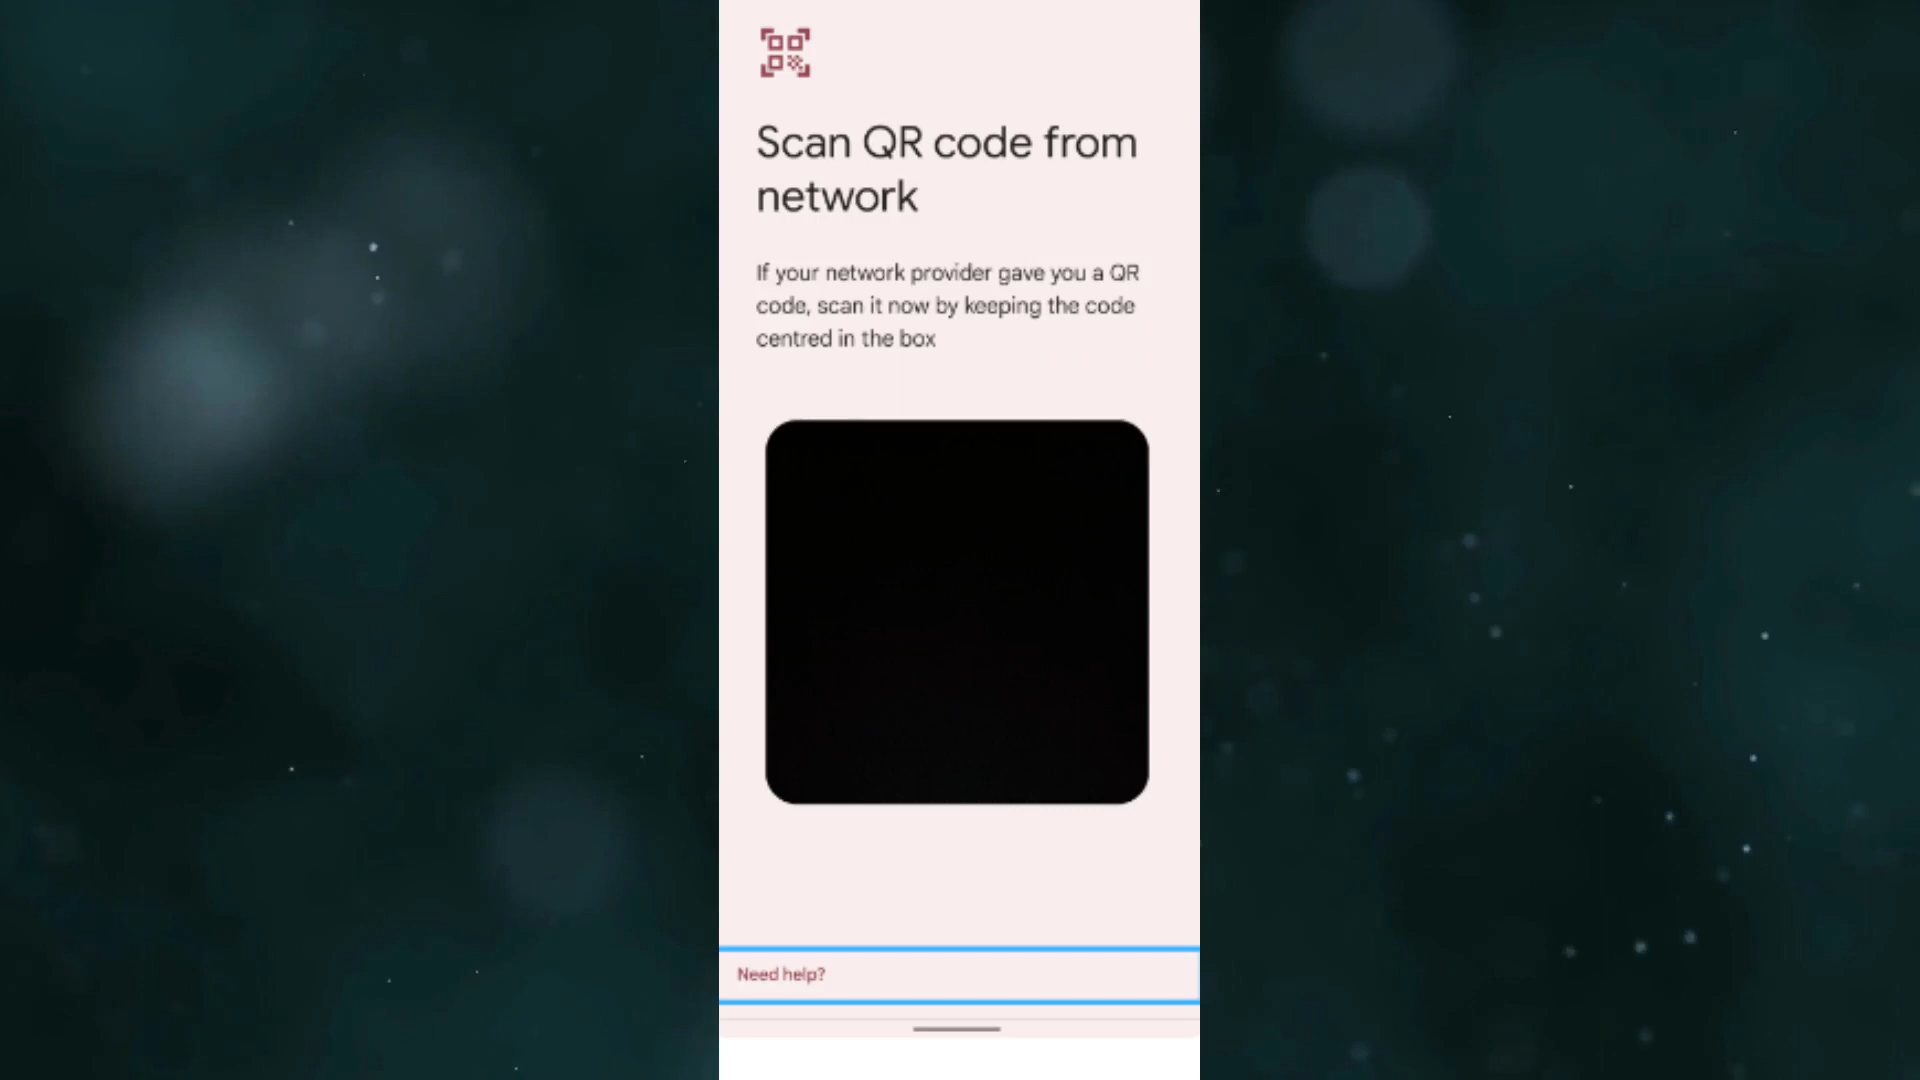 Scan QR code from
network
If your network provider gave you a QR
code, scan it now by keeping the code
centred in the box
Need help?